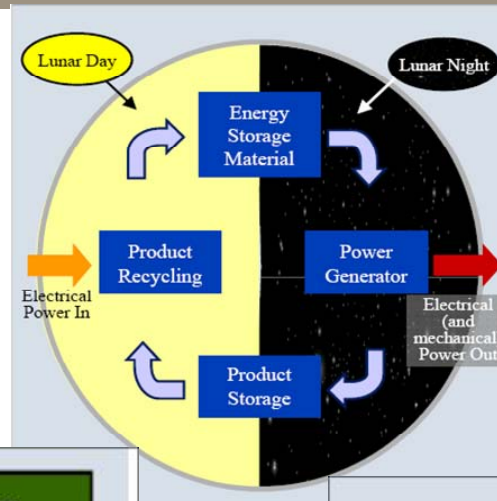 Lunar Day
Lunar Night
Energy
Storage
Material
Product
Recycling
Power
Generator
Electrical
Power In
Electrical
(and
mechanical)
Power Out
Product
Storage